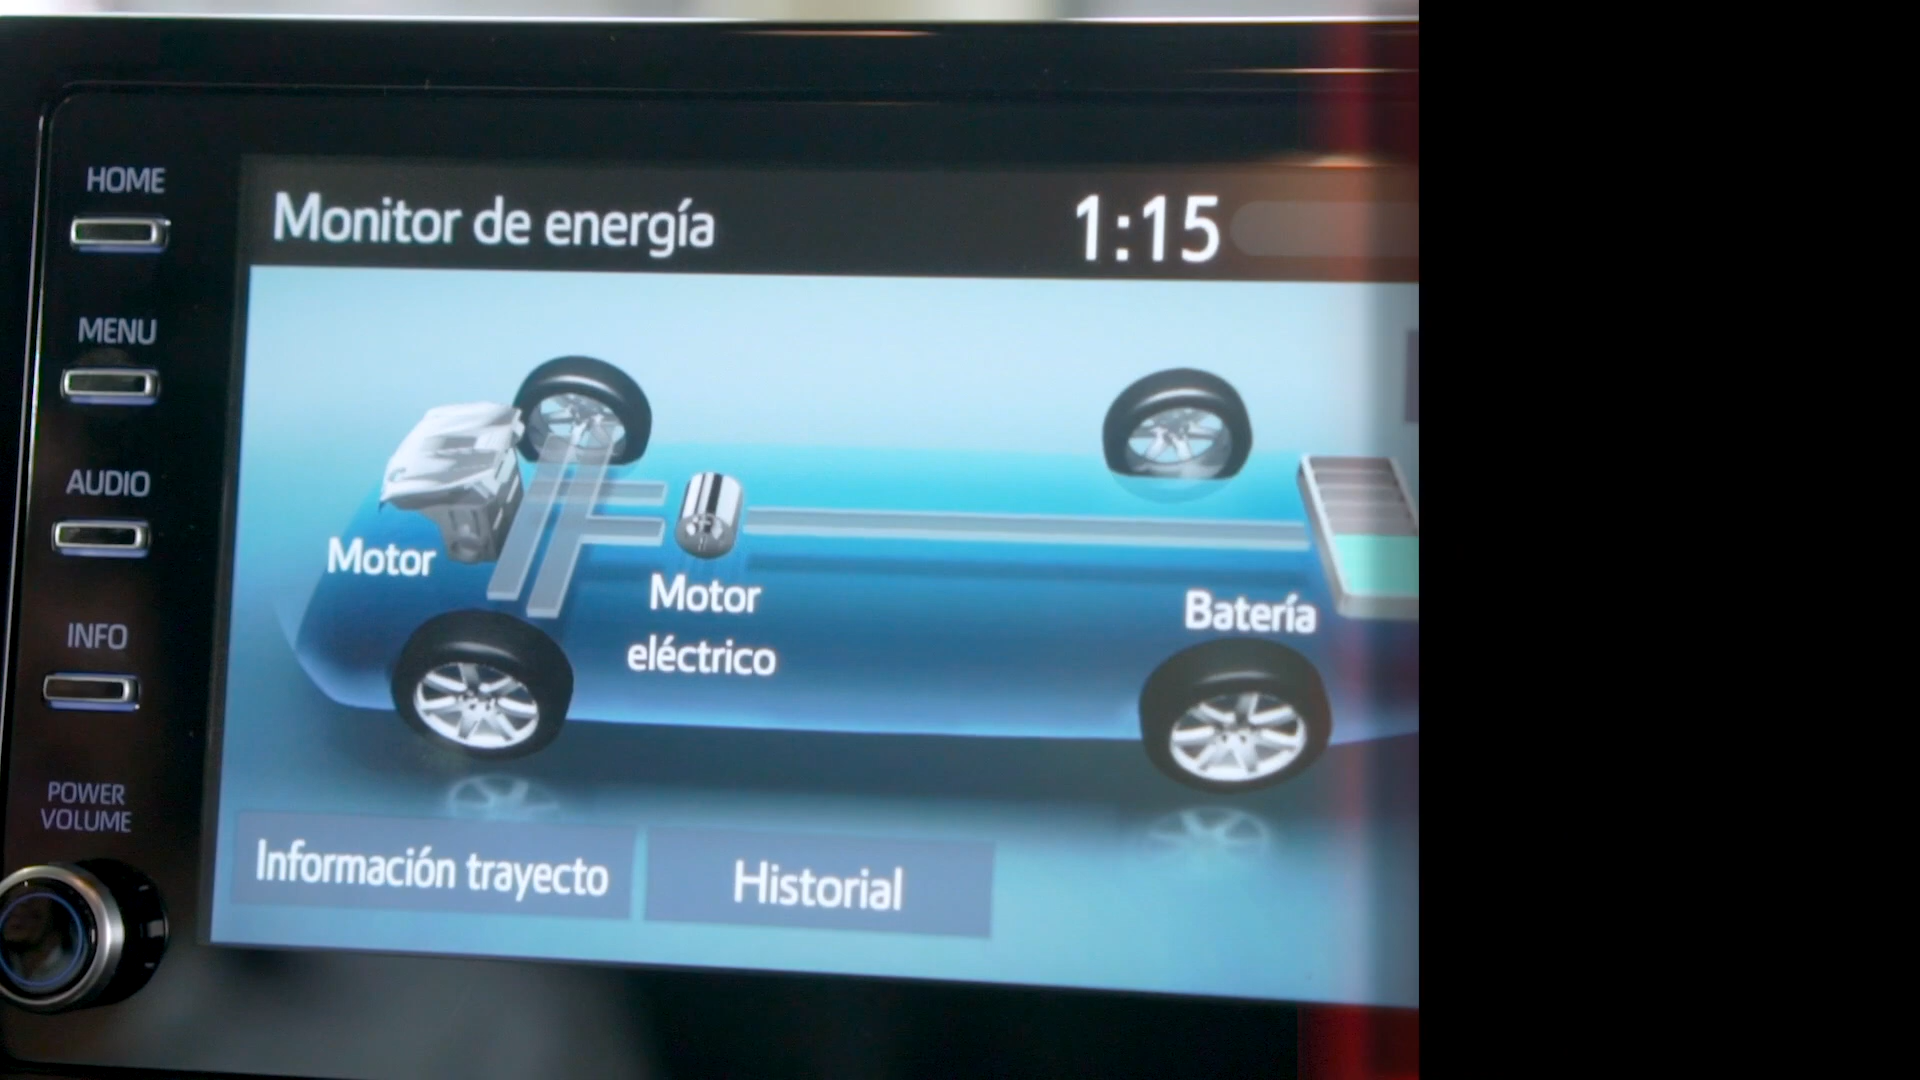 HOME
Monitor de energía
1:15
MENU
AUDIO
Motor
Motor
eléctrico
Batería
INFO
POWER
VOLUME
Información trayecto
Historial